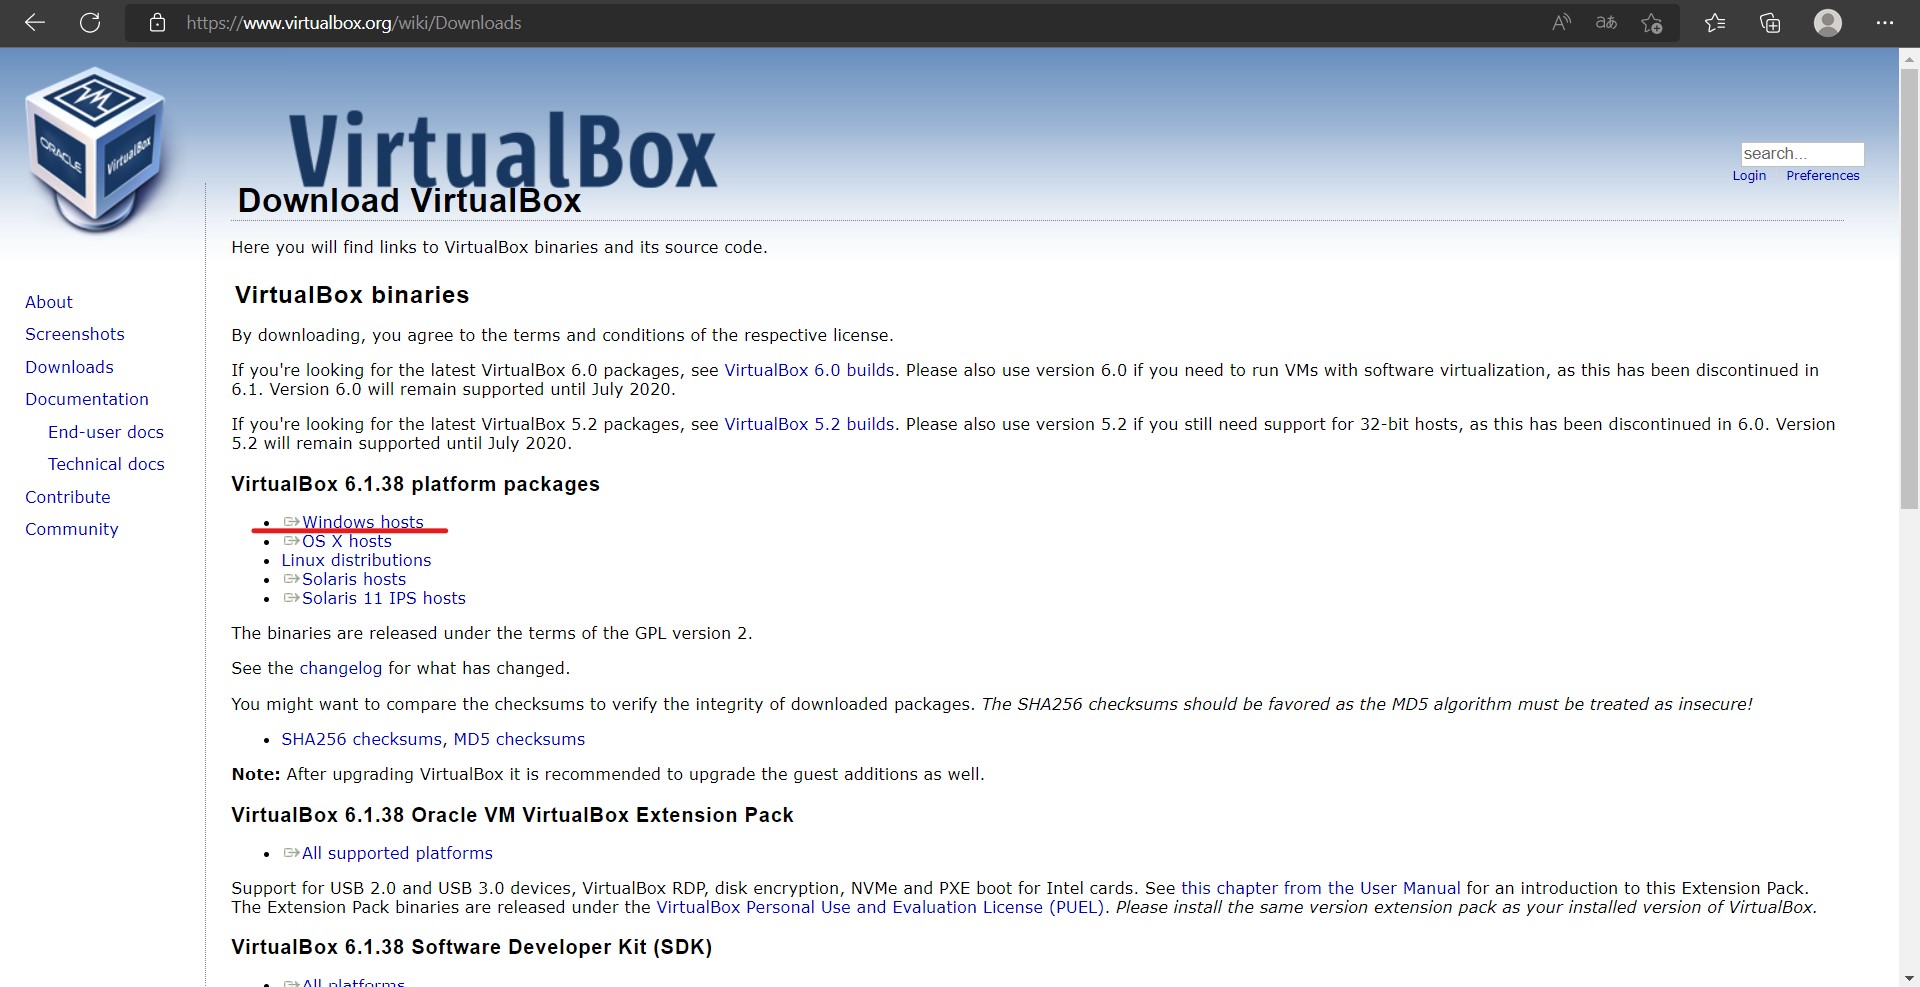 https://www.virtualbox.org/wiki/Downloads
ORACLE
VirtualBox
VirtualBox
search...
Login Preferences
Download VirtualBox
Here you will find links to VirtualBox binaries and its source code.
About
Screenshots
Downloads
Documentation
End-user docs
Technical docs
Contribute
Community
VirtualBox binaries
By downloading, you agree to the terms and conditions of the respective license.
If you're looking for the latest VirtualBox 6.0 packages, see VirtualBox 6.0 builds. Please also use version 6.0 if you need to run VMs with software virtualization, as this has been discontinued in
6.1. Version 6.0 will remain supported until July 2020.
If you're looking for the latest VirtualBox 5.2 packages, see VirtualBox 5.2 builds. Please also use version 5.2 if you still need support for 32-bit hosts, as this has been discontinued in 6.0. Version
5.2 will remain supported until July 2020.
VirtualBox 6.1.38 platform packages
Windows hosts
OS X hosts
Linux distributions
Solaris hosts
Solaris 11 IPS hosts
The binaries are released under the terms of the GPL version 2.
See the changelog for what has changed.
You might want to compare the checksums to verify the integrity of downloaded packages. The SHA256 checksums should be favored as the MD5 algorithm must be treated as insecure!
SHA256 checksums, MD5 checksums
Note: After upgrading VirtualBox it is recommended to upgrade the guest additions as well.
VirtualBox 6.1.38 Oracle VM VirtualBox Extension Pack
All supported platforms
Support for USB 2.0 and USB 3.0 devices, VirtualBox RDP, disk encryption, NVMe and PXE boot for Intel cards. See this chapter from the User Manual for an introduction to this Extension Pack.
The Extension Pack binaries are released under the VirtualBox Personal Use and Evaluation License (PUEL). Please install the same version extension pack as your installed version of VirtualBox.
VirtualBox 6.1.38 Software Developer Kit (SDK)
All platforms